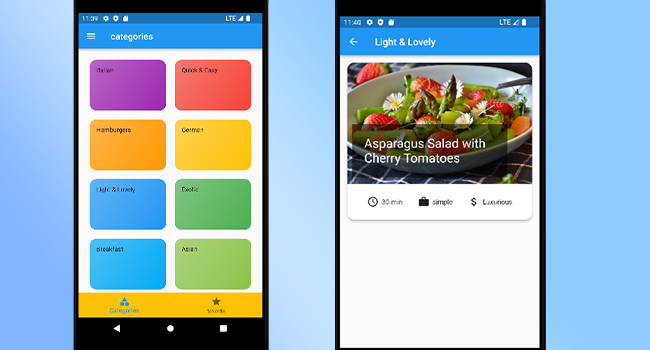 11:39
LTE
categories
Italian
Quick & Easy
Hamburgers
German
Light & Lovely
Exotic
Breakfast
Asian
Categories
favorite
11:40
LTE
Light & Lovely
Asparagus Salad with
Cherry Tomatoes
30 min
simple
$
Luxurious